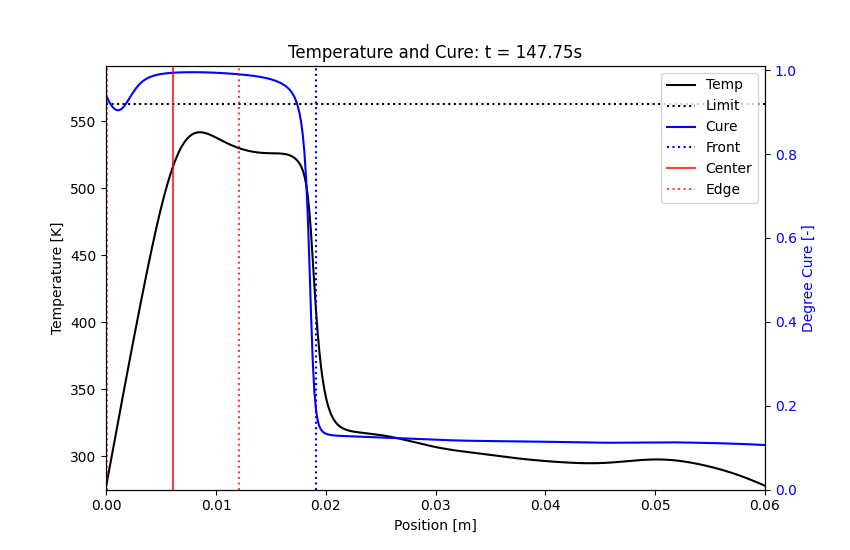 Temperature and Cure: t = 147.75s
Temp
Limit
Cure
Front
Center
Edge
Temperature [K]
550
500
450
400
350
300
Degree Cure [-]
1.0
0.8
0.6
0.4
0.2
0.0
0.00 0.01 0.02 0.03 0.04 0.05 0.06
Position [m]